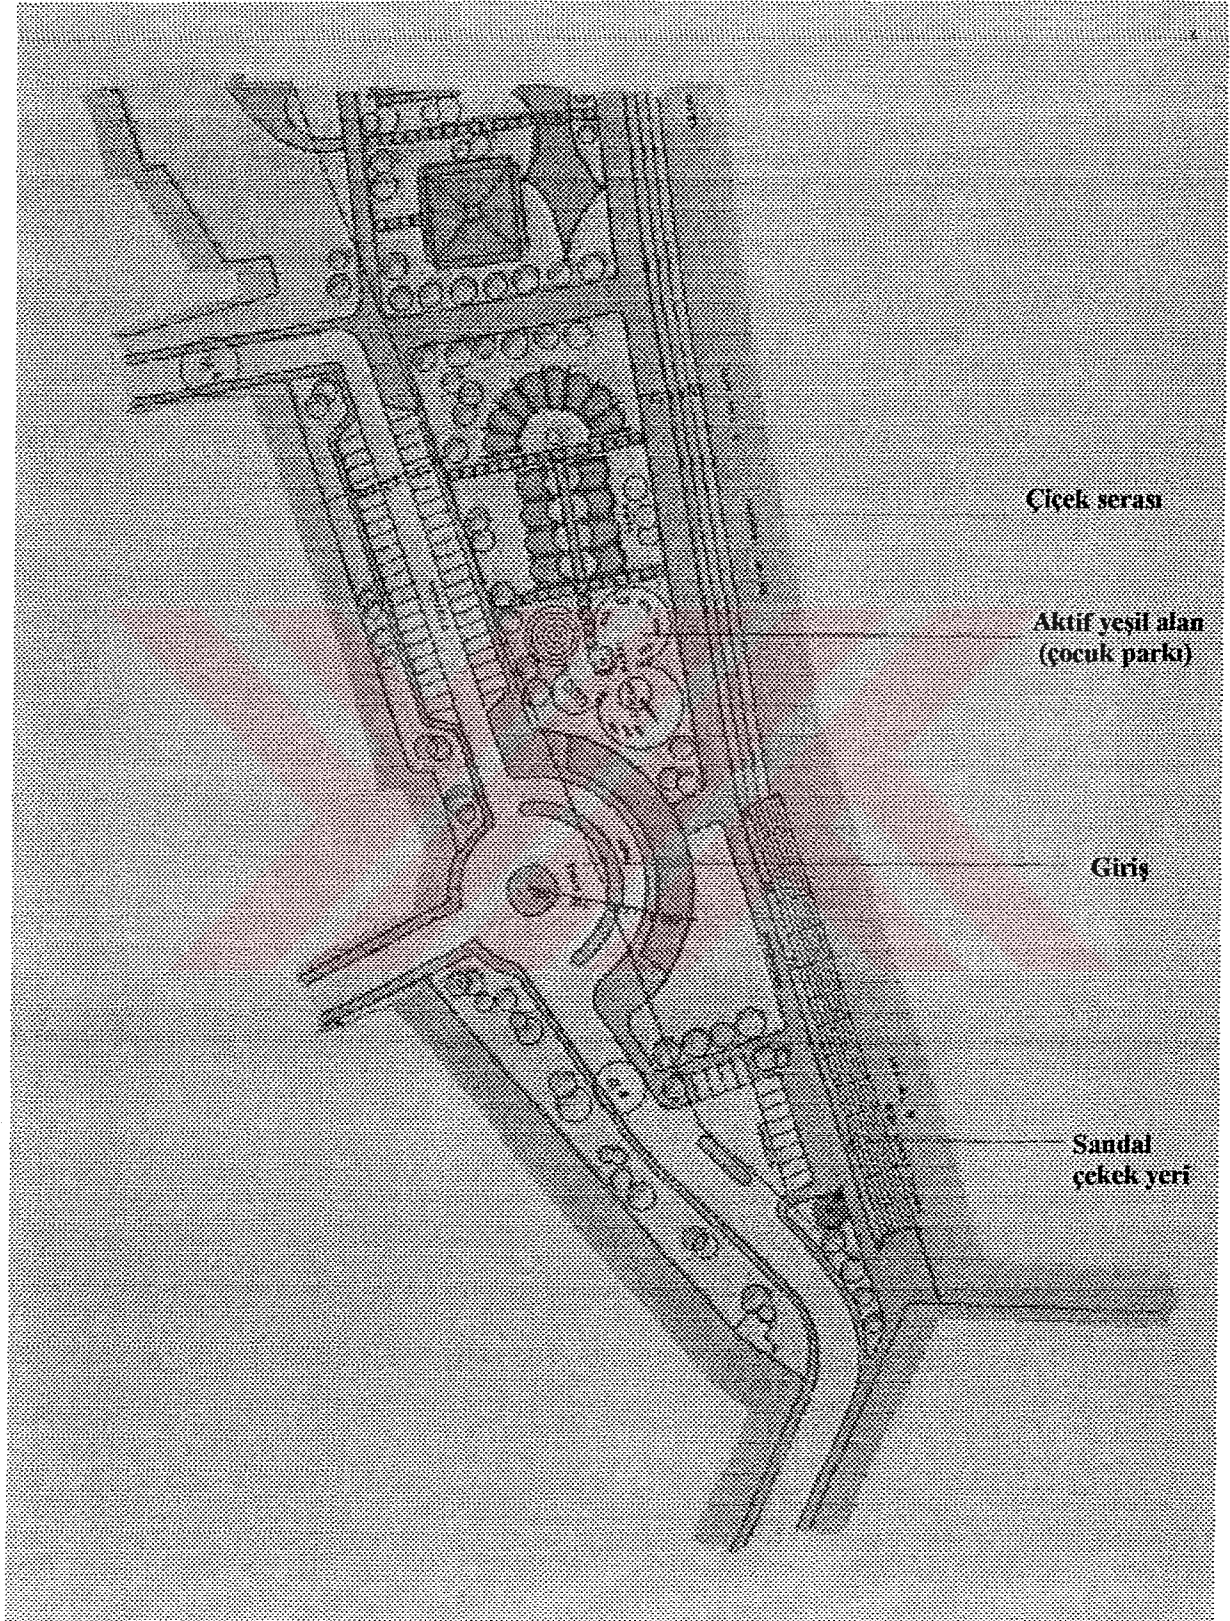 Çiçek serası
Aktif yeşil alan
(çocuk parkı)
Giriş
Sandal
çekek yeri